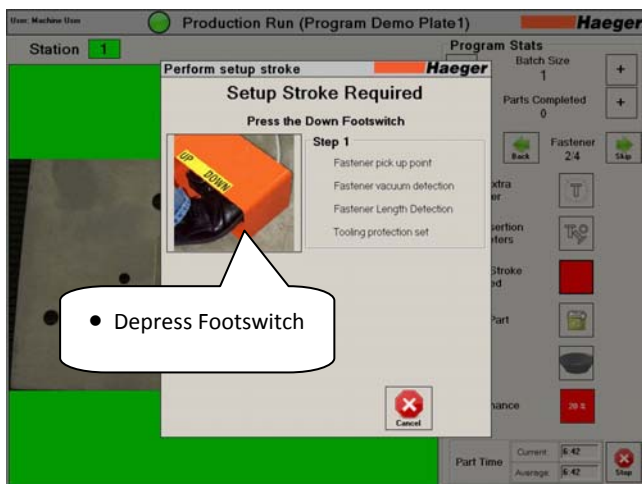 User: Machine User
Production Run (Program Demo Plate1)
Haeger
Station 1
Program Stats
Batch Size
1
+
Parts Completed
0
+
Back
Fastener
2/4
Skip
Perform setup stroke
Haeger
Setup Stroke Required
Press the Down Footswitch
UP
DOWN
Step 1
Fastener pick up point
Fastener vacuum detection
Fastener Length Detection
Tooling protection set
• Depress Footswitch
Cancel
xtra
er
sertion
eters
Stroke
ed
Part
nance
20 %
Part Time
Current: 6:42
Average: 6:42
Stop